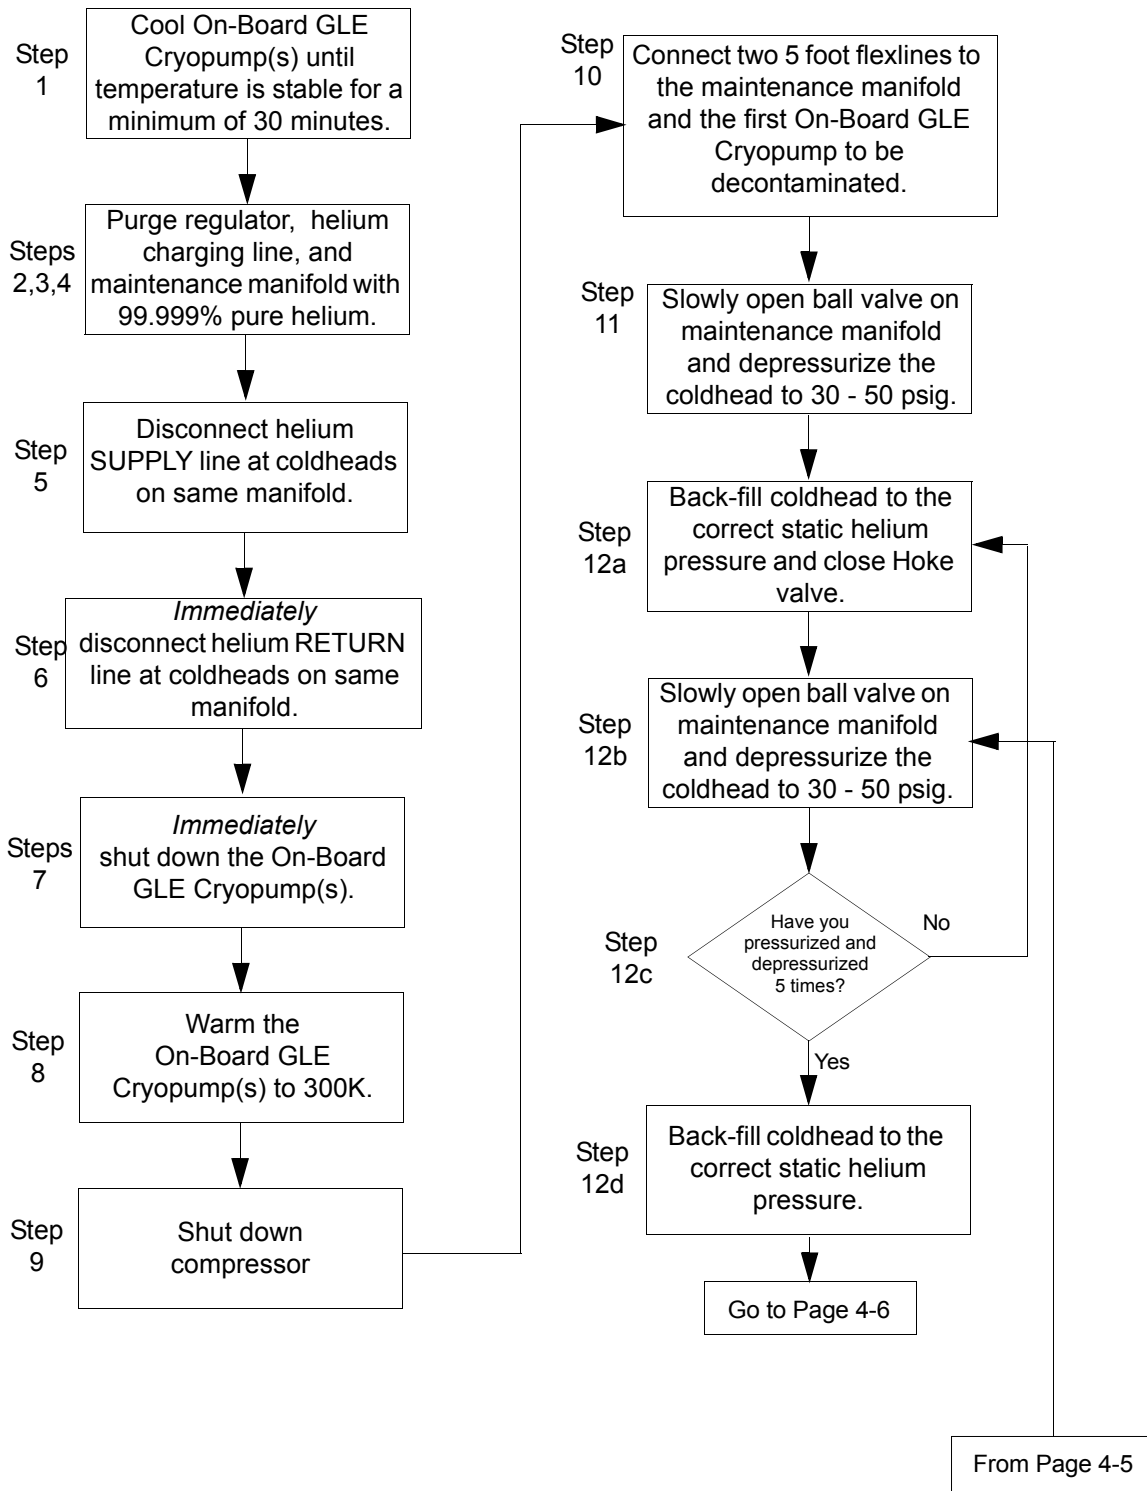 Step
1
Cool On-Board GLE
Cryopump(s) until
temperature is stable for a
minimum of 30 minutes.
Steps
2,3,4
Purge regulator, helium
charging line, and
maintenance manifold with
99.999% pure helium.
Step
5
Disconnect helium
SUPPLY line at coldheads
on same manifold.
Step
6
Immediately
disconnect helium RETURN
line at coldheads on same
manifold.
Steps
7
Immediately
shut down the On-Board
GLE Cryopump(s).
Step
8
Warm the
On-Board GLE
Cryopump(s) to 300K.
Step
9
Shut down
compressor
Step
10
Connect two 5 foot flexlines to
the maintenance manifold
and the first On-Board GLE
Cryopump to be
decontaminated.
Step
11
Slowly open ball valve on
maintenance manifold
and depressurize the
coldhead to 30 - 50 psig.
Step
12a
Back-fill coldhead to the
correct static helium
pressure and close Hoke
valve.
Step
12b
Slowly open ball valve on
maintenance manifold
and depressurize the
coldhead to 30 - 50 psig.
Step
12c
Have you
pressurized and
depressurized
5 times?
No
Yes
Step
12d
Back-fill coldhead to the
correct static helium
pressure.
Go to Page 4-6
From Page 4-5